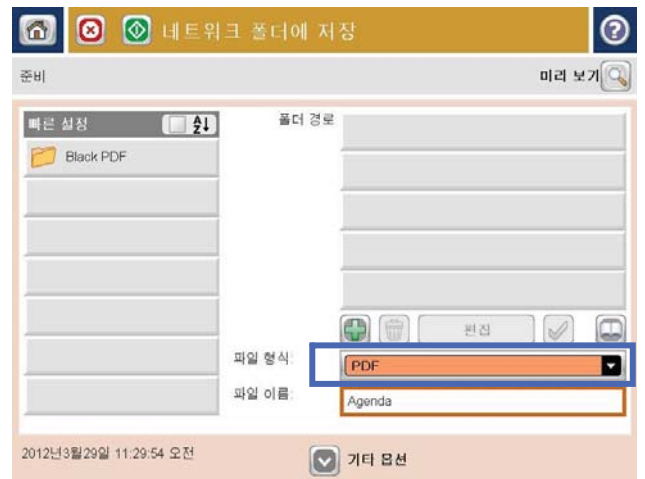 네트워크 폴더에 저장
?
준비
미리 보기
빠른 설정
A
Z
폴더 경로
Black PDF
편집
파일 형식:
PDF
파일 이름:
Agenda
2012년3월29일 11:29:54 오전
기타 옵션